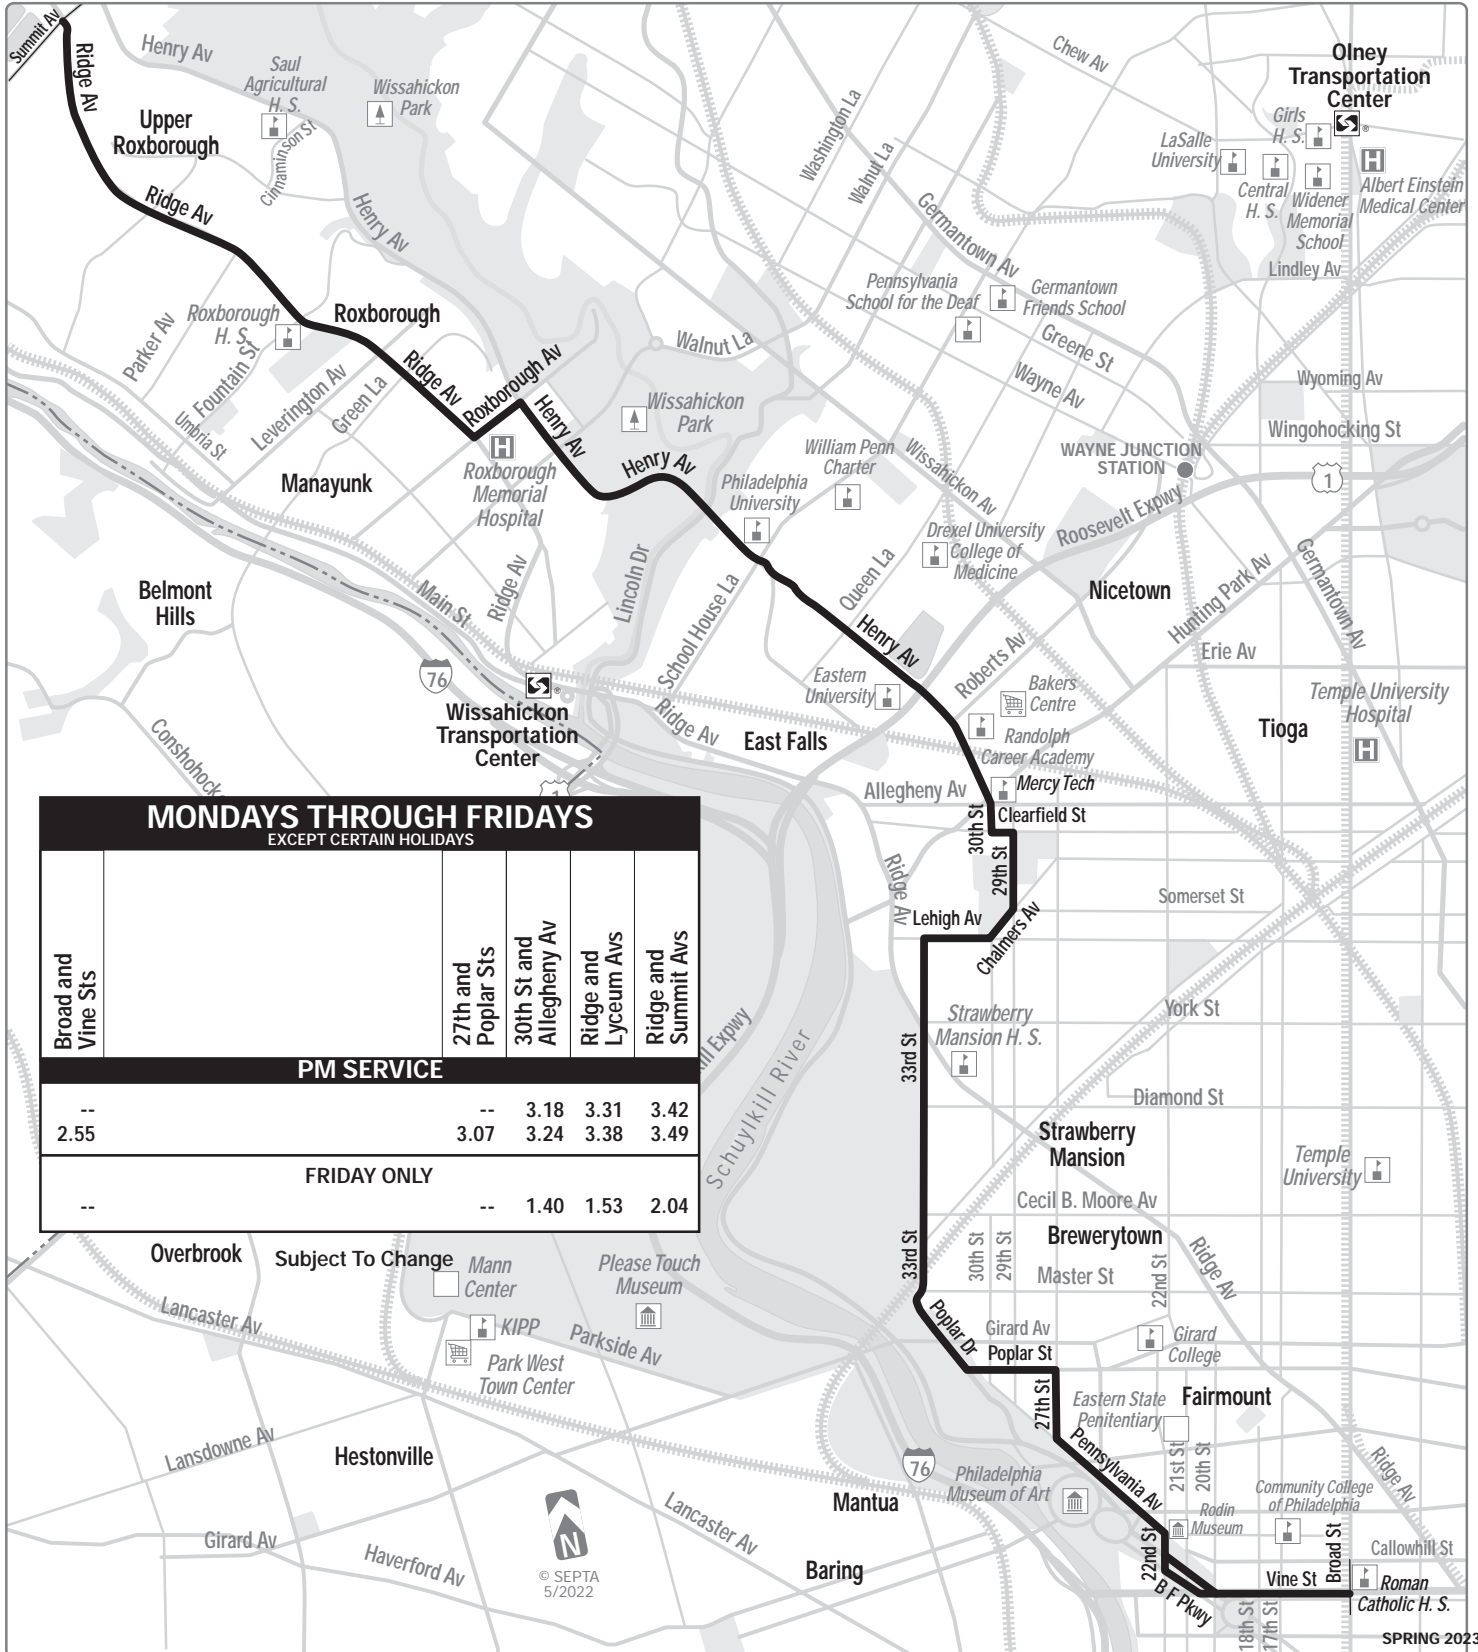 Summit Av
Ridge Av
Henry Av
Saul
Agricultural
H. S.
Cinnaminson St
Wissahickon
Park
Upper
Roxborough
Ridge Av
Henry Av
Chew Av
Washington La
Walnut La
Germantown Av
Olney
Transportation
Center
®
Girls
H. S.
LaSalle
University
Central
H. S.
Widener
Memorial
School
H
Albert Einstein
Medical Center
Lindley Av
Pennsylvania
School for the Deaf
Germantown
Friends School
Greene St
Wayne Av
Wyoming Av
Wingohocking St
Roxborough
H. S.
Roxborough
Parker Av
Fountain St
Umbria St
Leverington Av
Green La
Ridge Av
Roxborough Av
Henry Av
Walnut La
Wissahickon
Park
Henry Av
William Penn
Charter
Philadelphia
University
Wissahickon Av
WAYNE JUNCTION
STATION
1
Roosevelt Expwy
Manayunk
H
Roxborough
Memorial
Hospital
Drexel University
College of
Medicine
Belmont
Hills
Main St
Ridge Av
Lincoln Dr
School House La
Queen La
Henry Av
Nicetown
Hunting Park Av
Germantown Av
Erie Av
Roberts Av
76
®
Wissahickon
Transportation
Center
Ridge Av
Eastern
University
Bakers
Centre
Randolph
Career Academy
East Falls
Temple University
Hospital
H
Tioga
Conshohock
1
Allegheny Av
Mercy Tech
Clearfield St
30th St
29th St
Ridge Av
Lehigh Av
Chalmers Av
Somerset St
MONDAYS THROUGH FRIDAYS
EXCEPT CERTAIN HOLIDAYS
Broad and
Vine Sts
27th and
Poplar Sts
30th St and
Allegheny Av
Ridge and
Lyceum Avs
Ridge and
Summit Avs
PM SERVICE
-- -- 3.18 3.31 3.42
2.55 3.07 3.24 3.38 3.49
FRIDAY ONLY
-- -- 1.40 1.53 2.04
Subject To Change
ill Expwy
Schuylkill River
33rd St
Strawberry
Mansion H. S.
York St
Diamond St
Strawberry
Mansion
Temple
University
Cecil B. Moore Av
Brewerytown
33rd St
30th St
29th St
Master St
22nd St
Ridge Av
Overbrook
Mann
Center
Please Touch
Museum
Lancaster Av
KIPP
Parkside Av
Park West
Town Center
Poplar Dr
Girard Av
Poplar St
Girard
College
27th St
Eastern State
Penitentiary
Fairmount
Lansdowne Av
Hestonville
Pennsylvania Av
21st St
20th St
Ridge Av
76
Philadelphia
Museum of Art
Community College
of Philadelphia
Rodin
Museum
Mantua
Lancaster Av
Girard Av
Haverford Av
N
© SEPTA
5/2022
Baring
22nd St
B F Pkwy
Vine St
Broad St
Callowhill St
Roman
Catholic H. S.
18th St
17th St
SPRING 2023